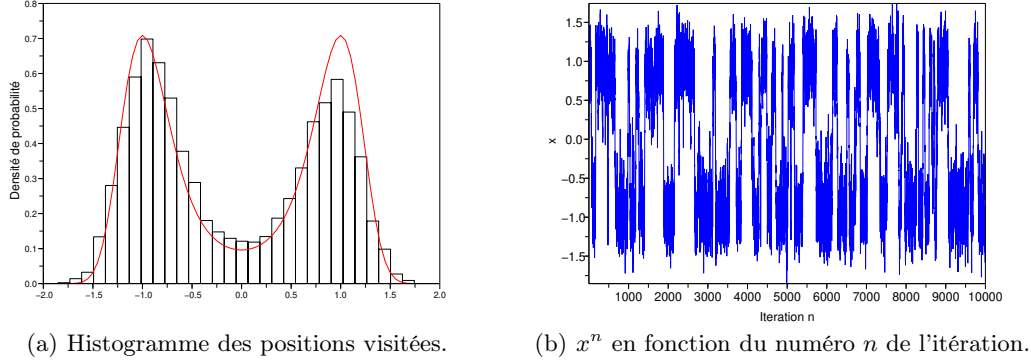 0.8
0.7
0.6
0.5
0.4
0.3
0.2
0.1
0.0
Densité de probabilité
−2.0 −1.5 −1.0 −0.5 0.0 0.5 1.0 1.5 2.0
(a) Histogramme des positions visitées.
1.5
1.0
0.5
0.0
−0.5
−1.0
−1.5
x
1000 2000 3000 4000 5000 6000 7000 8000 9000 10000
Iteration n
(b) xⁿ en fonction du numéro n de l'itération.